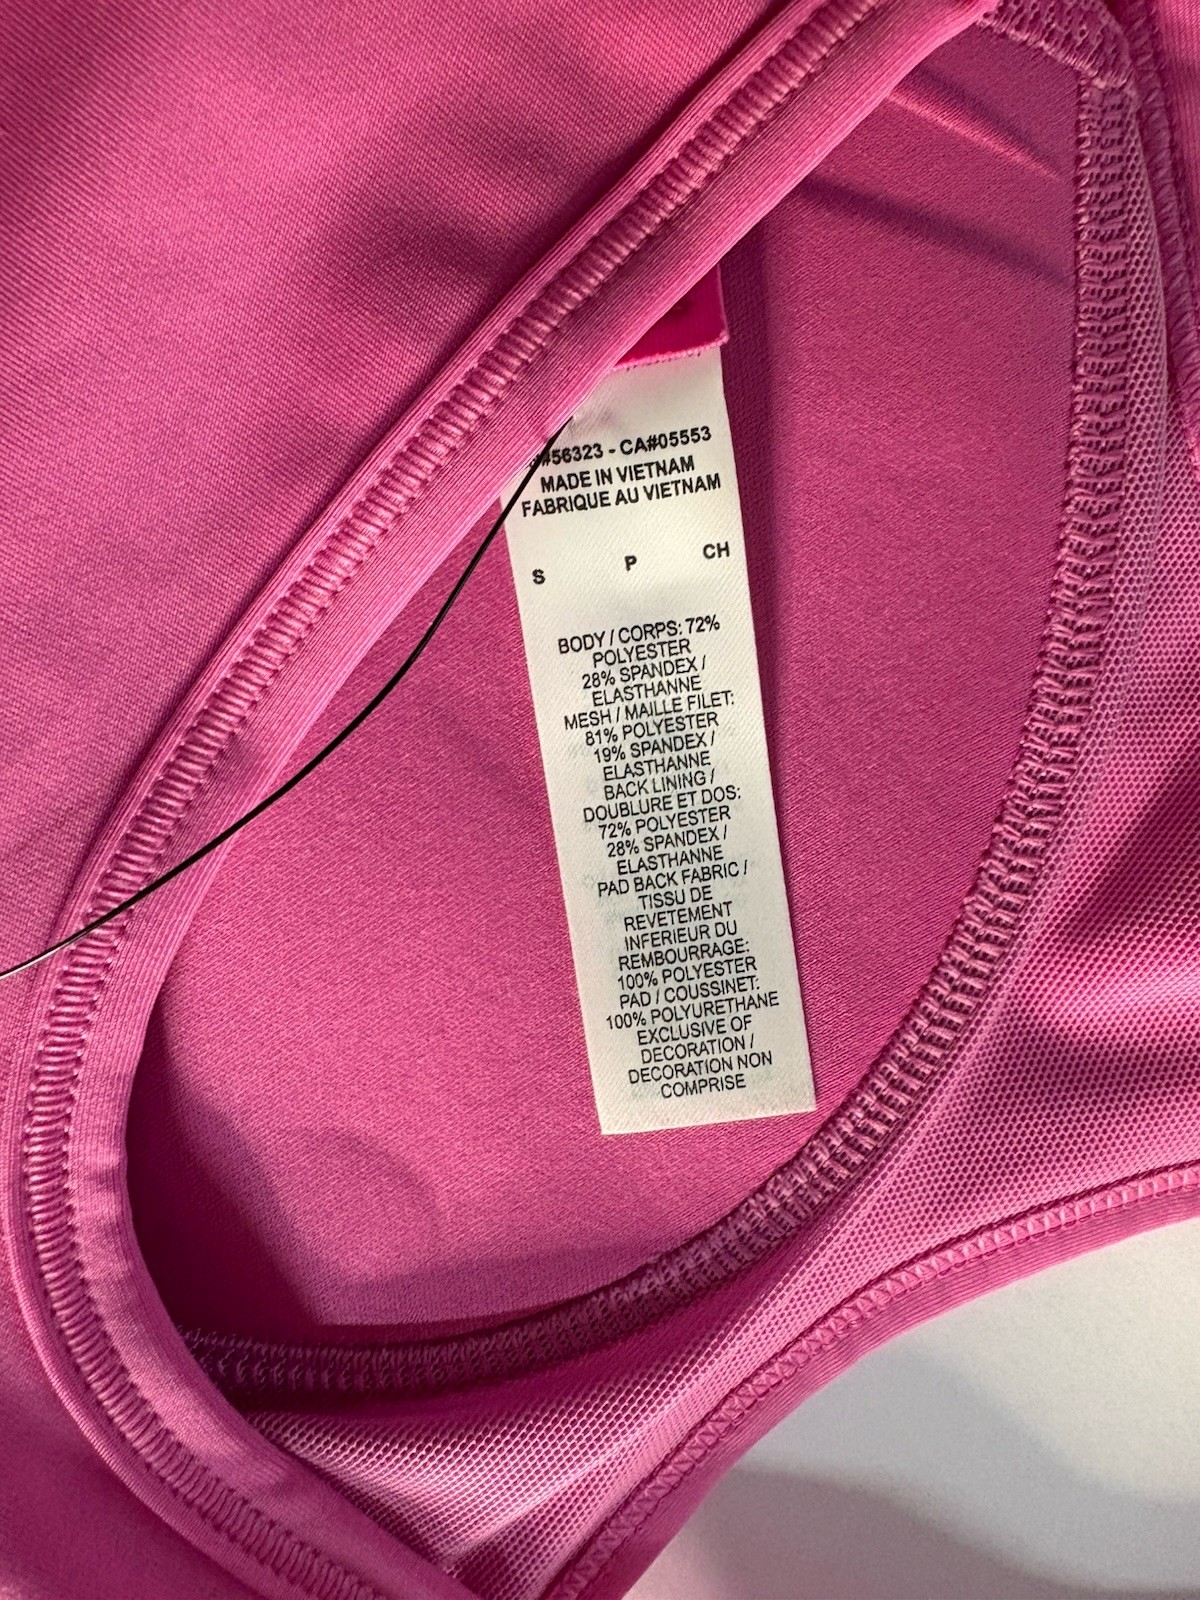 #56323 - CA#05553
MADE IN VIETNAM
FABRIQUE AU VIETNAM
S P CH
BODY / CORPS: 72%
POLYESTER
28% SPANDEX /
ELASTHANNE
MESH / MAILLE FILET:
81% POLYESTER
19% SPANDEX /
ELASTHANNE
BACK LINING /
DOUBLURE ET DOS:
72% POLYESTER
28% SPANDEX /
ELASTHANNE
PAD BACK FABRIC /
TISSU DE
REVETEMENT
INFERIEUR DU
REMBOURRAGE:
100% POLYESTER
PAD / COUSSINET:
100% POLYURETHANE
EXCLUSIVE OF
DECORATION /
DECORATION NON
COMPRISE